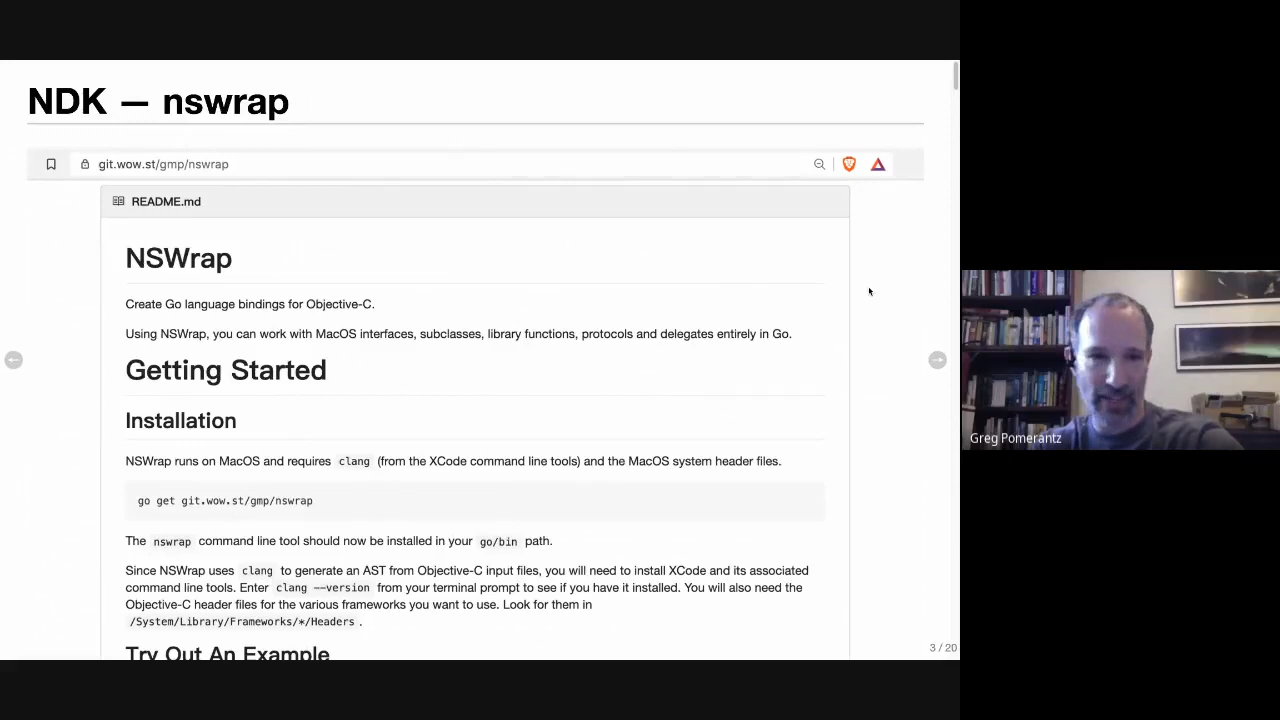 NDK — nswrap
git.wow.st/gmp/nswrap
README.md
NSWrap
Create Go language bindings for Objective-C.
Using NSWrap, you can work with MacOS interfaces, subclasses, library functions, protocols and delegates entirely in Go.
Getting Started
Installation
NSWrap runs on MacOS and requires clang (from the XCode command line tools) and the MacOS system header files.
go get git.wow.st/gmp/nswrap
The nswrap command line tool should now be installed in your go/bin path.
Since NSWrap uses clang to generate an AST from Objective-C input files, you will need to install XCode and its associated
command line tools. Enter clang --version from your terminal prompt to see if you have it installed. You will also need the
Objective-C header files for the various frameworks you want to use. Look for them in
/System/Library/Frameworks/*/Headers .
Try Out An Example
3 / 20
Greg Pomerantz